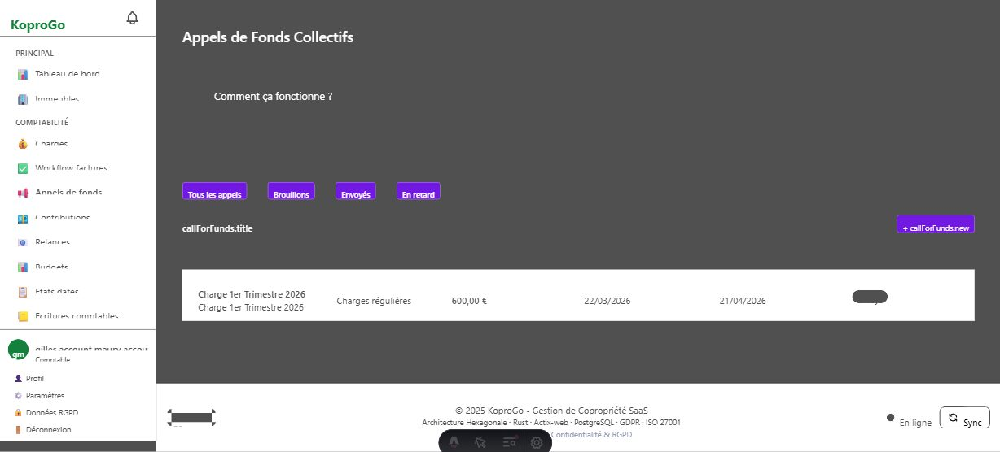 KoproGo
PRINCIPAL
Tableau de bord
Immeubles
COMPTABILITÉ
Charges
Workflow factures
Appels de fonds
Contributions
Relances
Budgets
Etats dates
Ecritures comptables
gm
gilles account maury accou
Comptable
Profil
Paramètres
Données RGPD
Déconnexion
Appels de Fonds Collectifs
Comment ça fonctionne ?
Tous les appels
Brouillons
Envoyés
En retard
callForFunds.title
+ callForFunds.new
Charge 1er Trimestre 2026
Charge 1er Trimestre 2026
Charges régulières
600,00 €
22/03/2026
21/04/2026
© 2025 KoproGo - Gestion de Copropriété SaaS
Architecture Hexagonale · Rust · Actix-web · PostgreSQL · GDPR · ISO 27001
Confidentialité & RGPD
En ligne
Sync